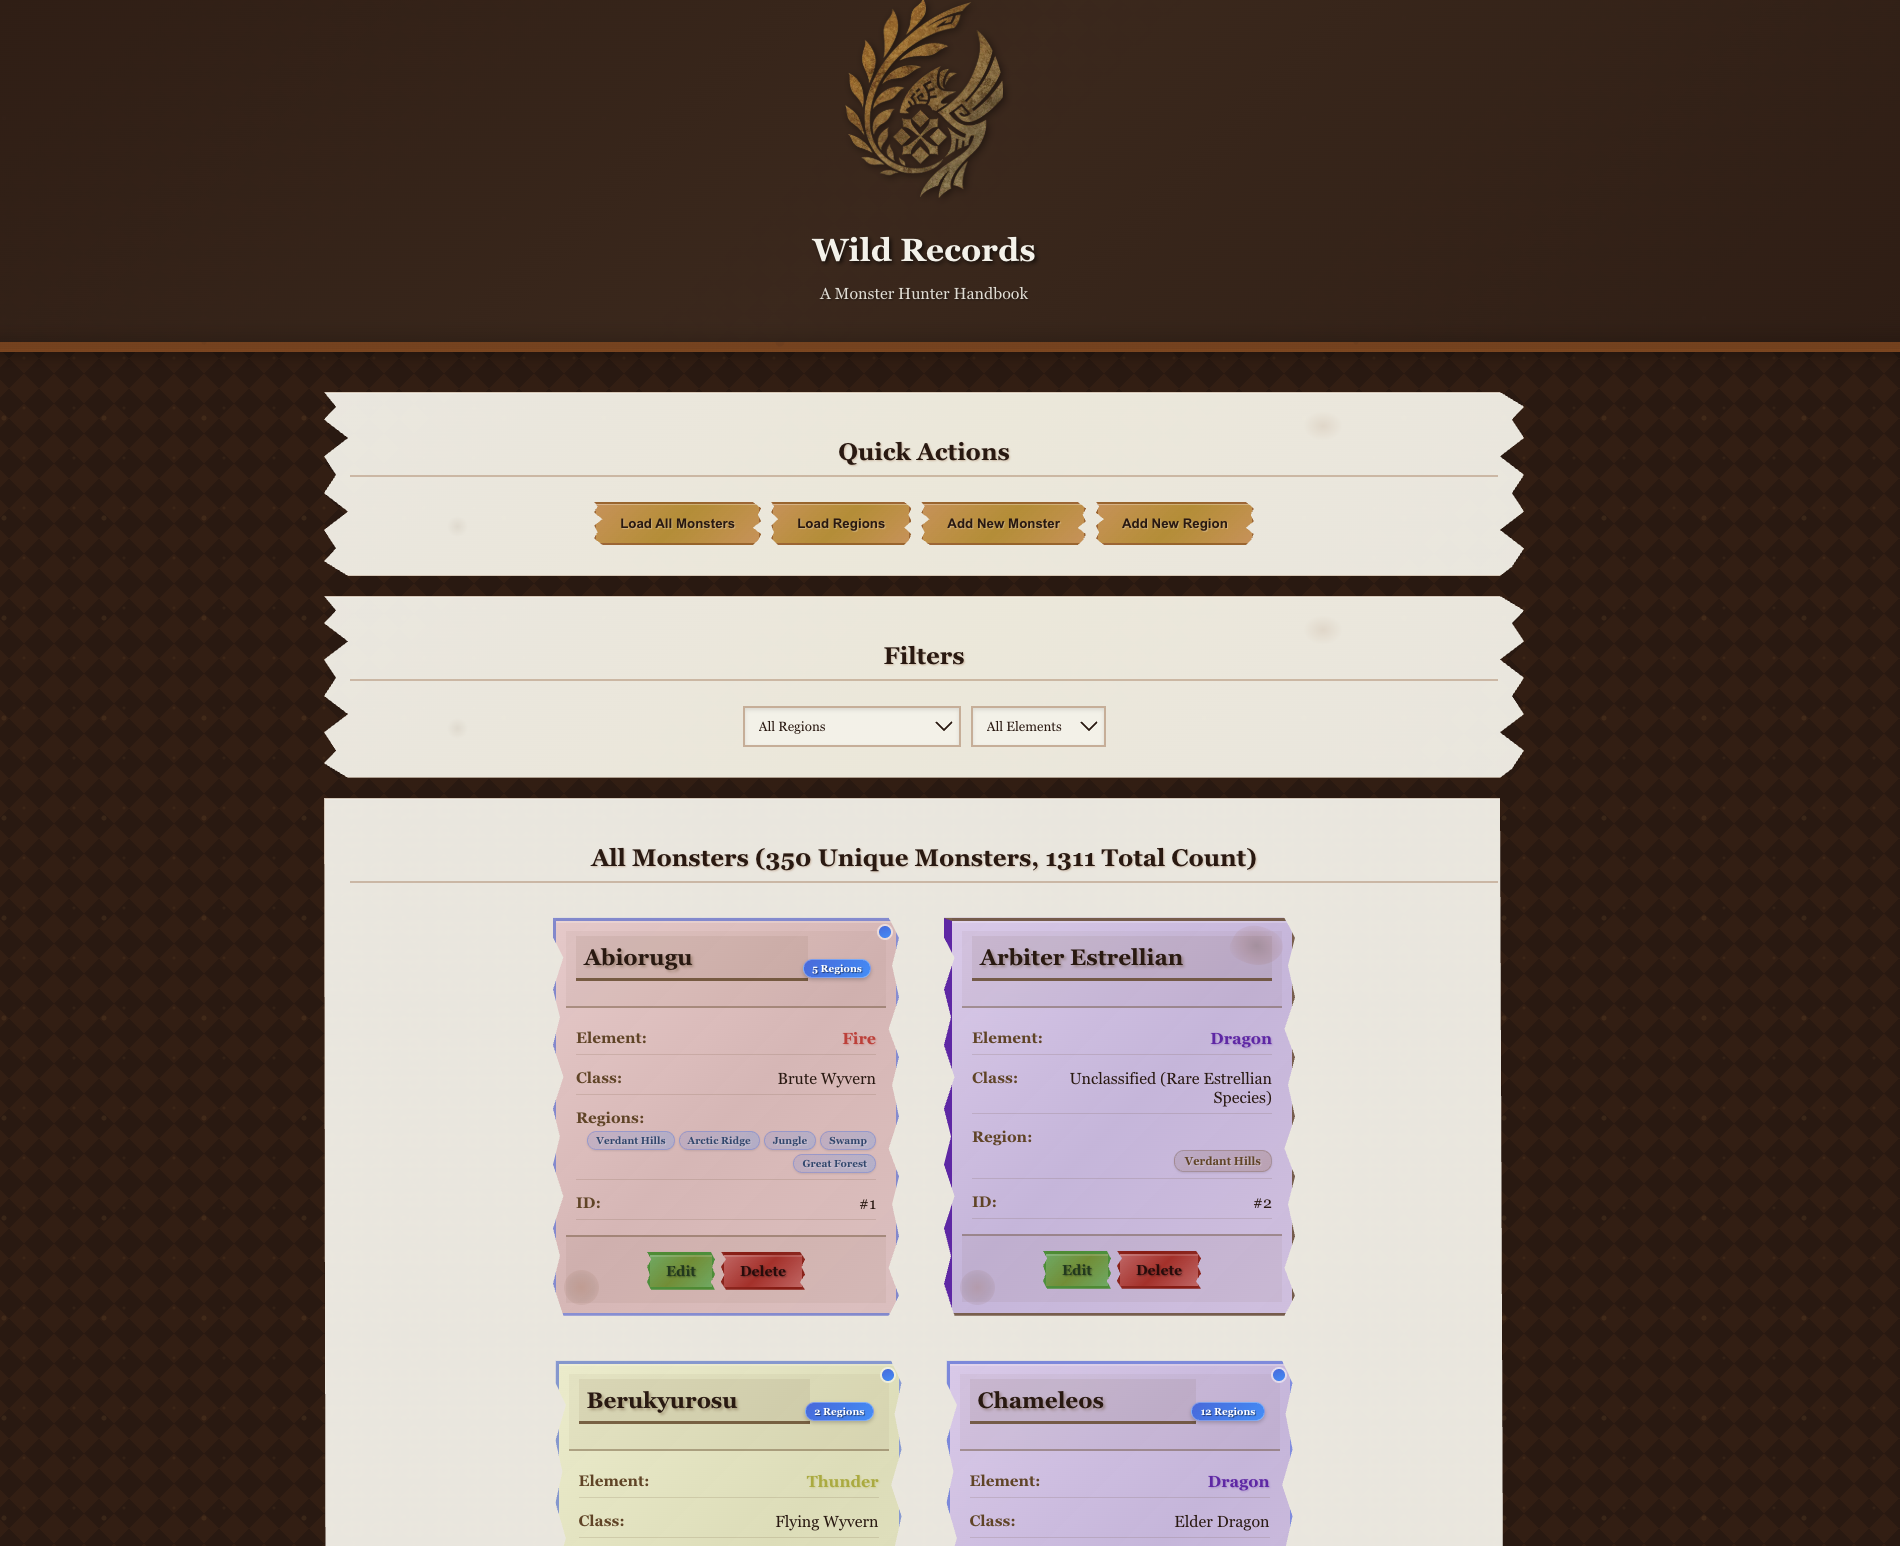 Wild Records
A Monster Hunter Handbook
Quick Actions
Load All Monsters
Load Regions
Add New Monster
Add New Region
Filters
All Regions
All Elements
All Monsters (350 Unique Monsters, 1311 Total Count)
Abiorugu
5 Regions
Element: Fire
Class: Brute Wyvern
Regions:
Verdant Hills Arctic Ridge Jungle Swamp
Great Forest
ID: #1
Edit Delete
Arbiter Estrellian
Element: Dragon
Class: Unclassified (Rare Estrellian
Species)
Region:
Verdant Hills
ID: #2
Edit Delete
Berukyurosu
2 Regions
Element: Thunder
Class: Flying Wyvern
Chameleos
12 Regions
Element: Dragon
Class: Elder Dragon